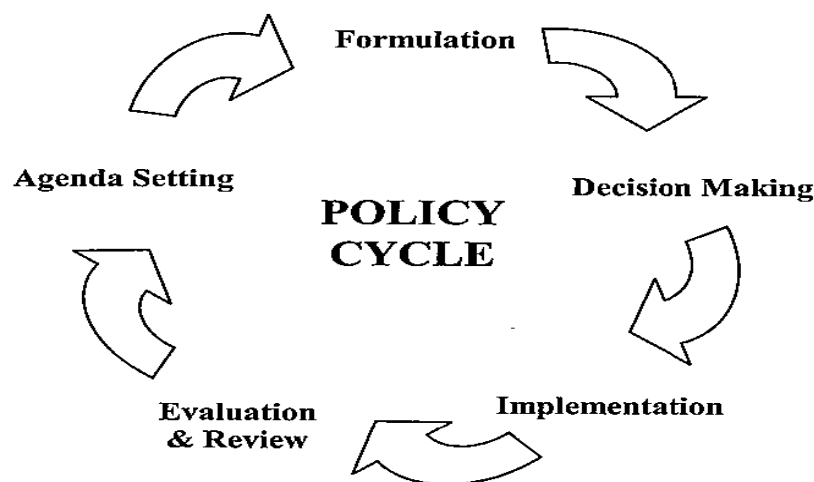 Formulation
Agenda Setting
Decision Making
POLICY
CYCLE
Implementation
Evaluation
& Review